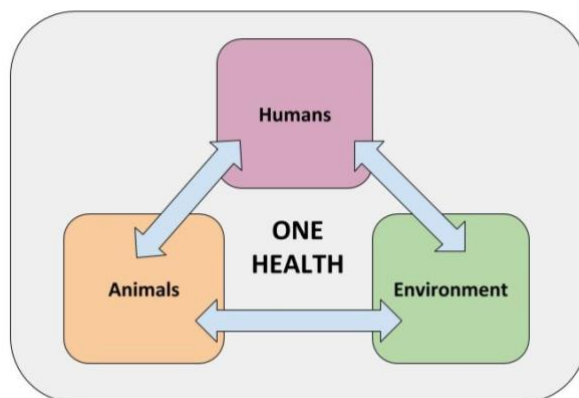 Humans
ONE
HEALTH
Animals
Environment